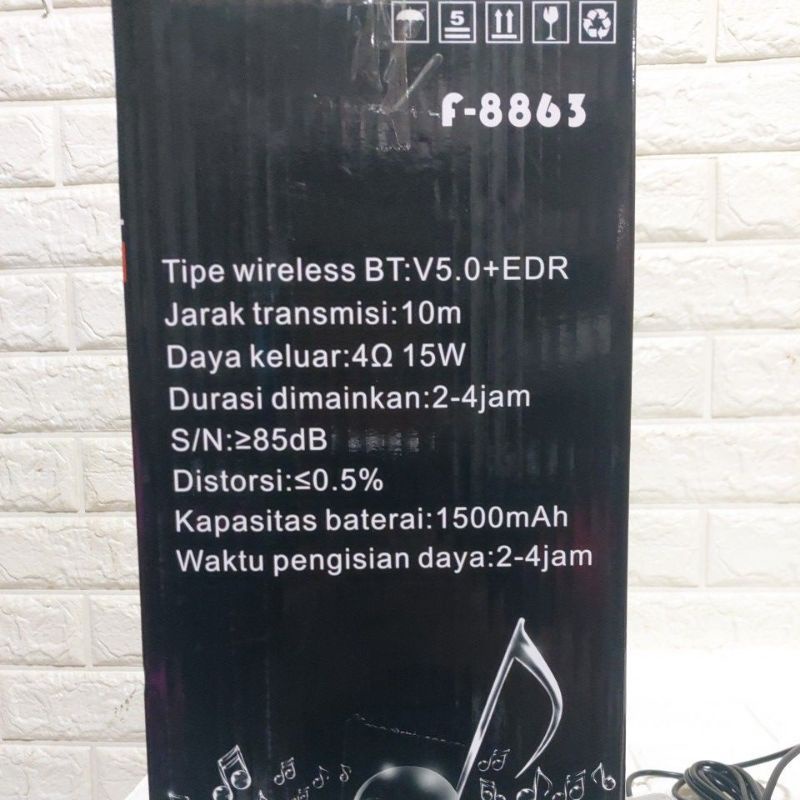 5
F-8863
Tipe wireless BT:V5.0+EDR
Jarak transmisi:10m
Daya keluar:4Ω 15W
Durasi dimainkan:2-4jam
S/N:≥85dB
Distorsi:≤0.5%
Kapasitas baterai:1500mAh
Waktu pengisian daya:2-4jam